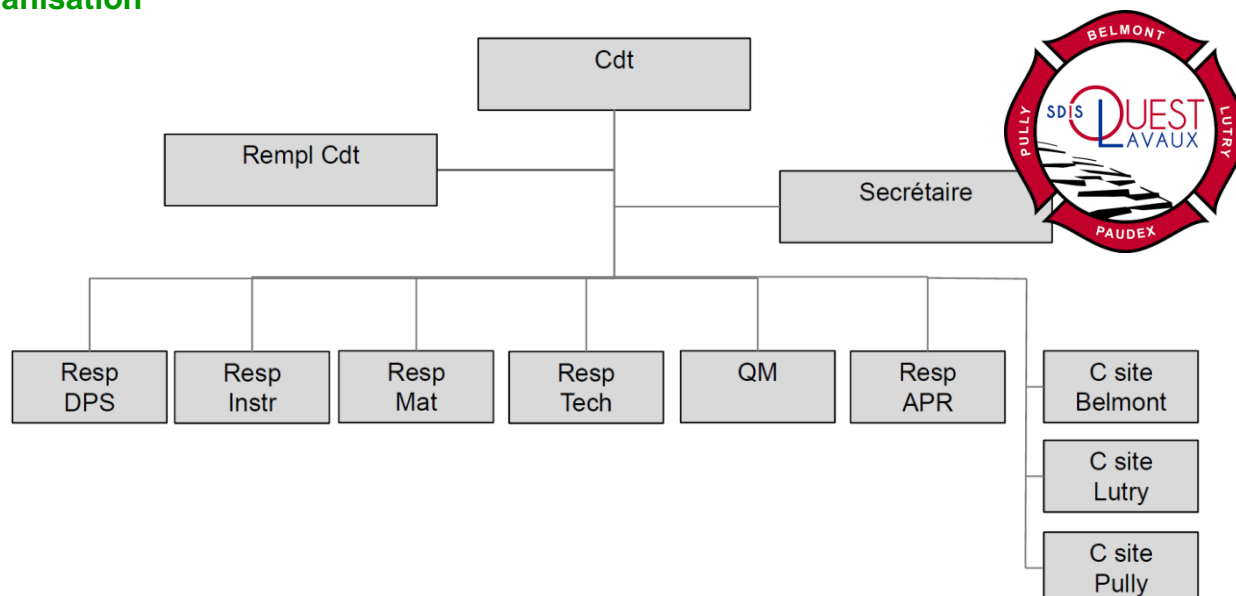 anisation
Cdt
BELMONT
PULLY
SDIS OUEST
LAVAUX
LUTRY
PAUDEX
Rempl Cdt
Secrétaire
Resp
DPS
Resp
Instr
Resp
Mat
Resp
Tech
QM
Resp
APR
C site
Belmont
C site
Lutry
C site
Pully